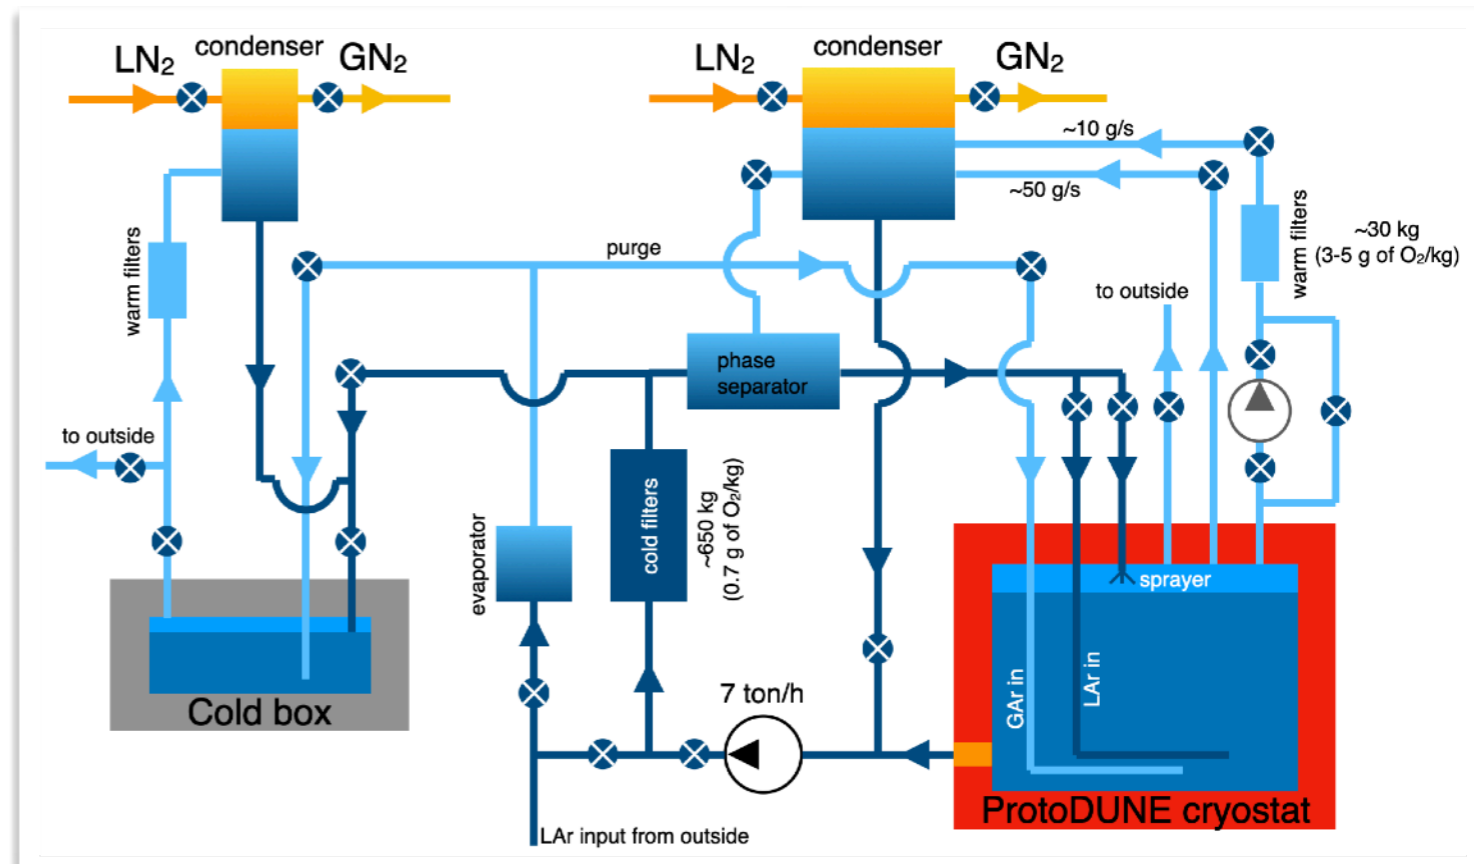 condenser
LN₂
GN₂
condenser
LN₂
GN₂
~10 g/s
~50 g/s
warm filters
~30 kg
(3-5 g of O₂/kg)
warm filters
purge
to outside
phase
separator
to outside
evaporator
cold filters
~650 kg
(0.7 g of O₂/kg)
sprayer
GAr in
LAr in
Cold box
7 ton/h
ProtoDUNE cryostat
LAr input from outside